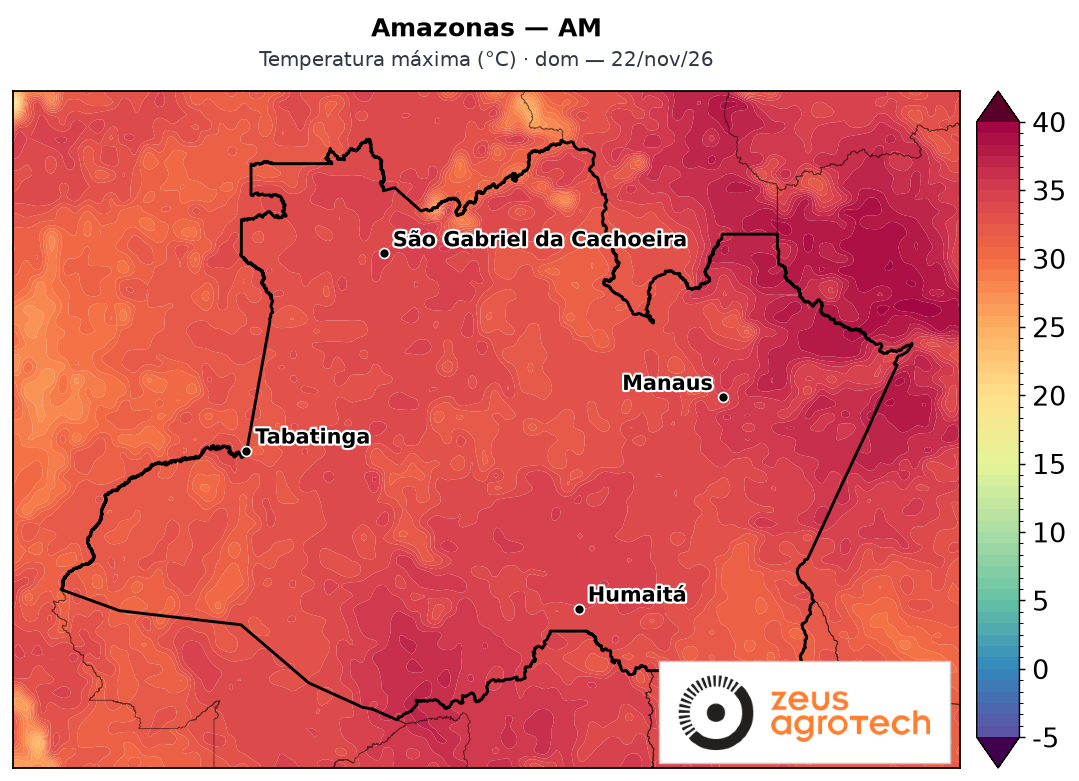 Amazonas — AM
Temperatura máxima (°C) · dom — 22/nov/26
São Gabriel da Cachoeira
Manaus
Tabatinga
Humaitá
zeus
agrotech
40
35
30
25
20
15
10
5
0
-5